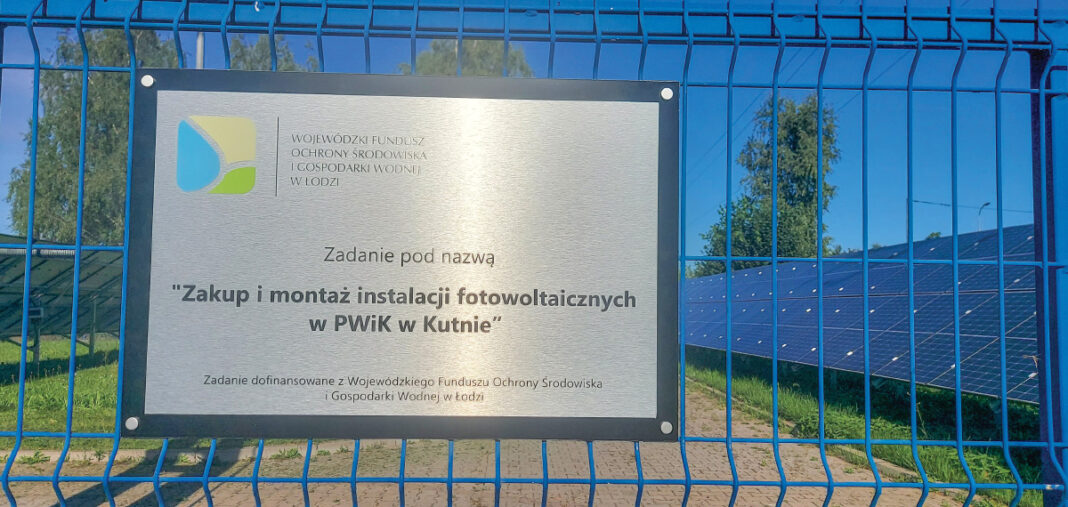 WOJEWÓDZKI FUNDUSZ
OCHRONY ŚRODOWISKA
I GOSPODARKI WODNEJ
W ŁODZI
Zadanie pod nazwą
"Zakup i montaż instalacji fotowoltaicznych
w PWiK w Kutnie”
Zadanie dofinansowane z Wojewódzkiego Funduszu Ochrony Środowiska
i Gospodarki Wodnej w Łodzi